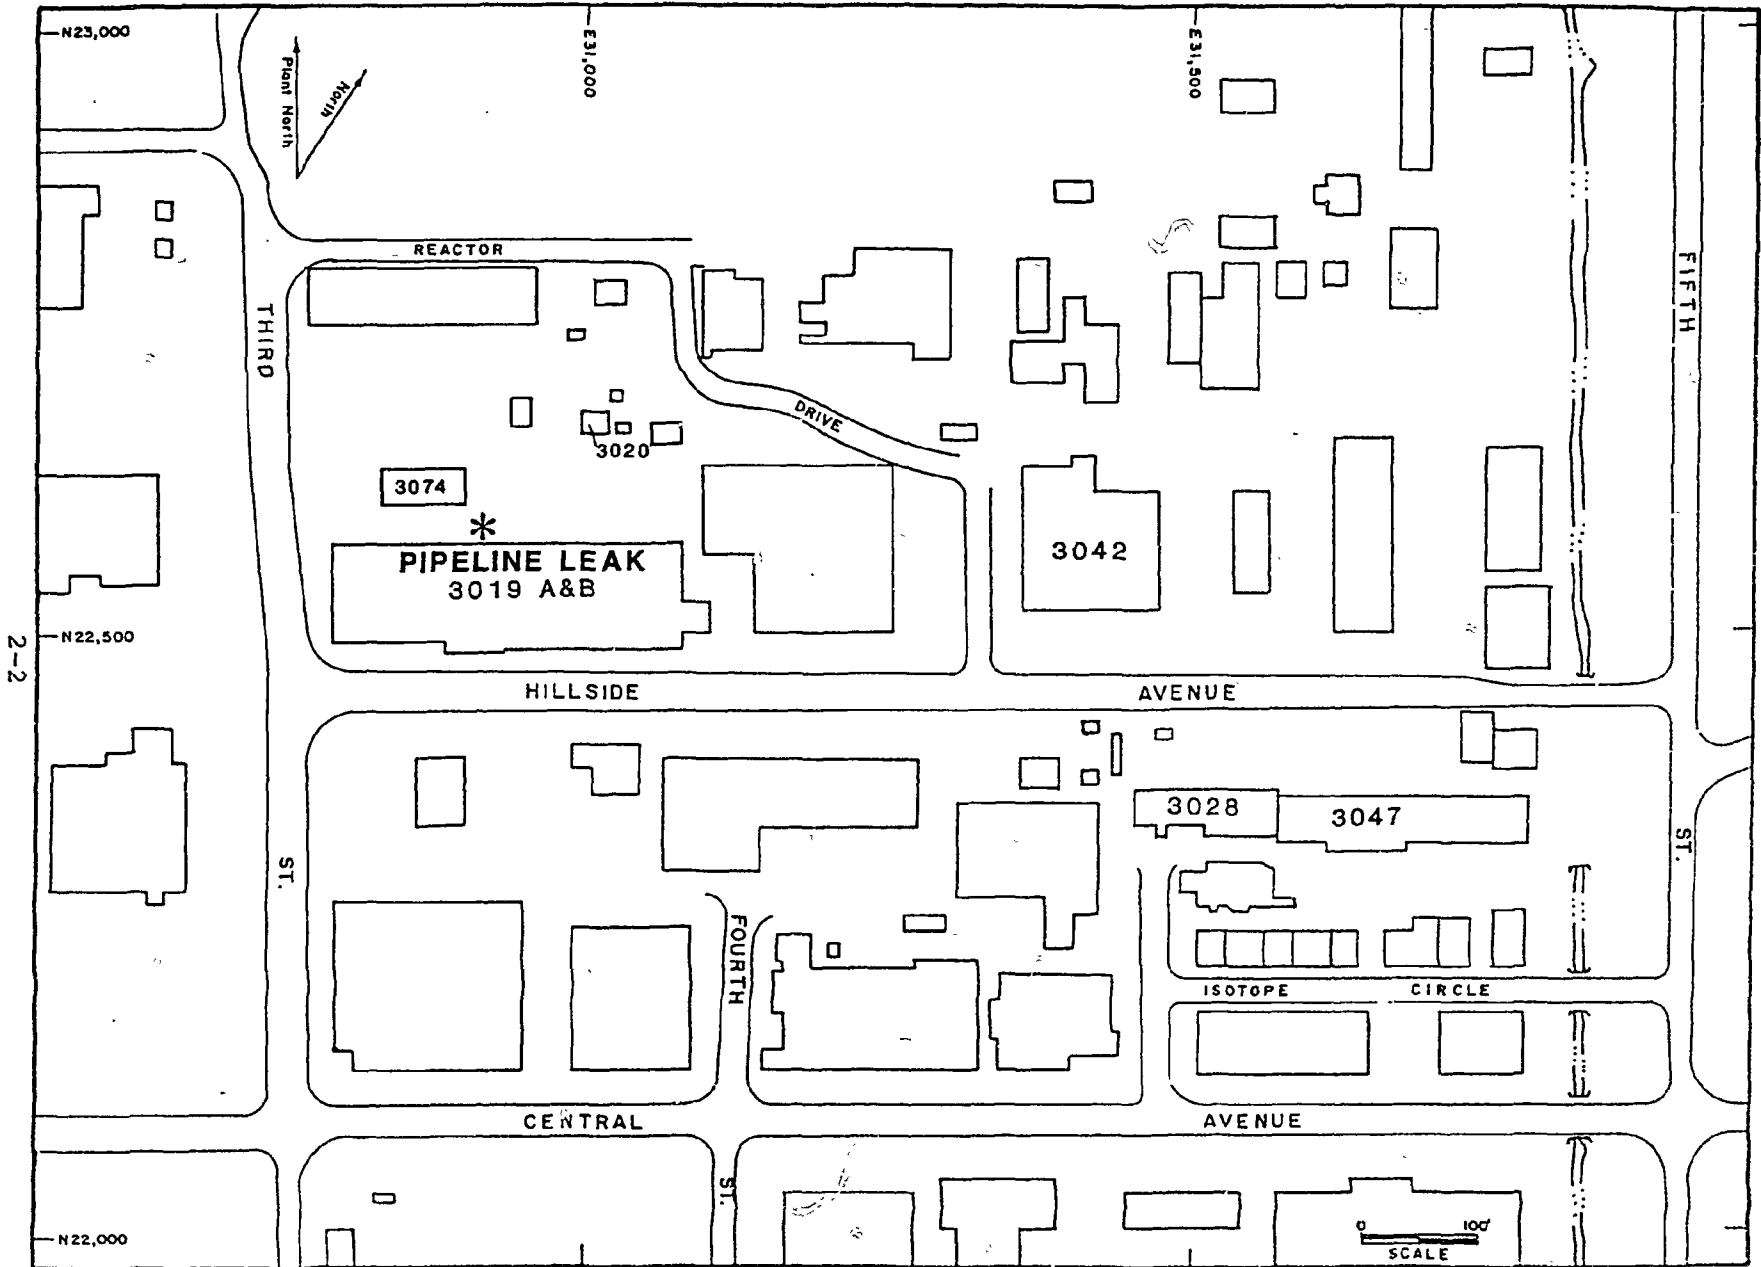 N23,000
E31,000
E31,500
Plant North
North
REACTOR
THIRD
FIFTH
DRIVE
3020
3074
*
PIPELINE LEAK
3019 A&B
3042
N22,500
2-2
HILLSIDE AVENUE
3028
3047
ST.
ST.
FOURTH
ISOTOPE CIRCLE
CENTRAL AVENUE
ST.
N22,000
0 100'
SCALE